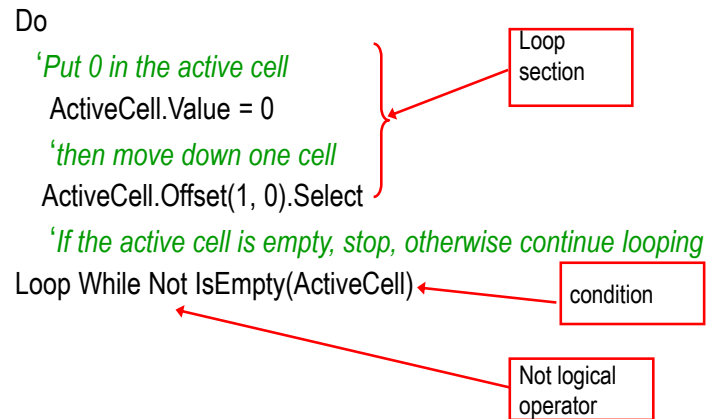 Do
‘Put 0 in the active cell
ActiveCell.Value = 0
‘then move down one cell
ActiveCell.Offset(1, 0).Select
‘If the active cell is empty, stop, otherwise continue looping
Loop While Not IsEmpty(ActiveCell)
Loop
section
condition
Not logical
operator